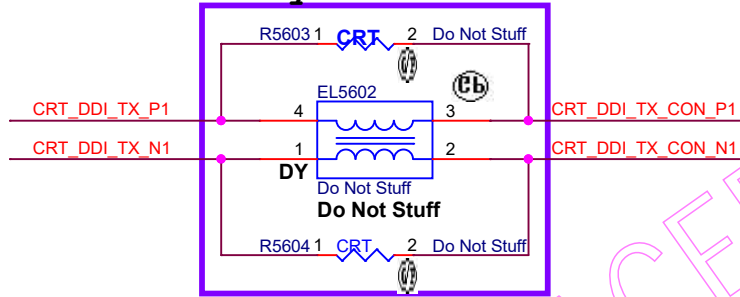 R5603 1 CRT 2 Do Not Stuff
EL5602
CRT_DDI_TX_P1 4 3 CRT_DDI_TX_CON_P1
CRT_DDI_TX_N1 1 2 CRT_DDI_TX_CON_N1
DY
Do Not Stuff
Do Not Stuff
R5604 1 CRT 2 Do Not Stuff